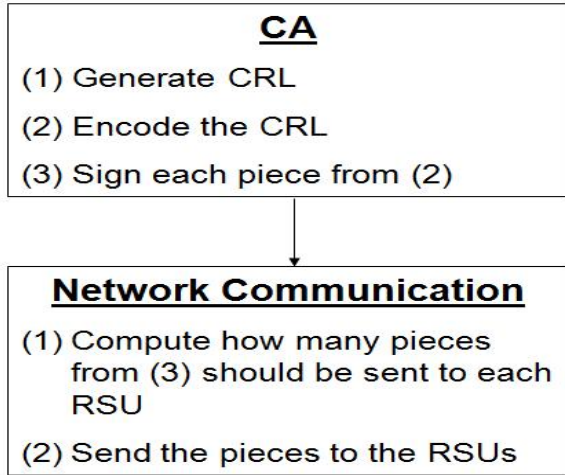 CA
(1) Generate CRL
(2) Encode the CRL
(3) Sign each piece from (2)
Network Communication
(1) Compute how many pieces
from (3) should be sent to each
RSU
(2) Send the pieces to the RSUs